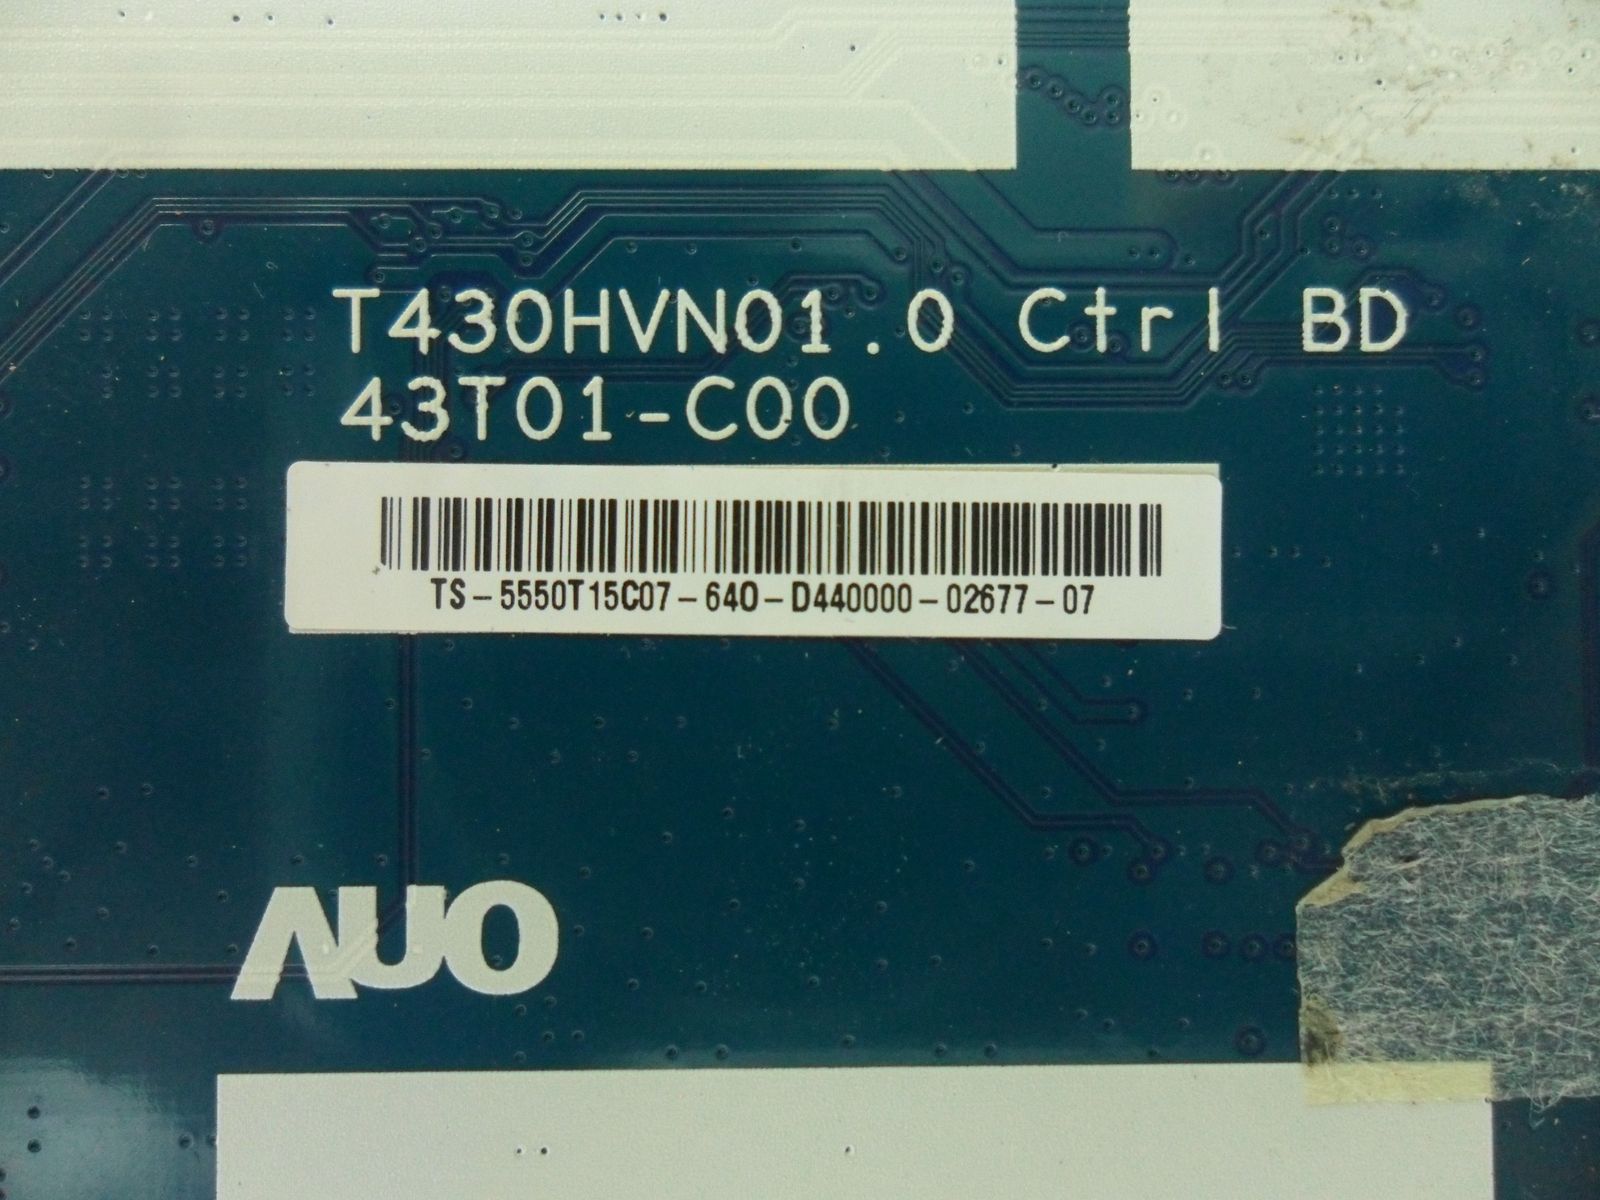 T430HVN01.0 Ctrl BD
43T01-C00
TS-5550T15C07-640-D440000-02677-07
AUO